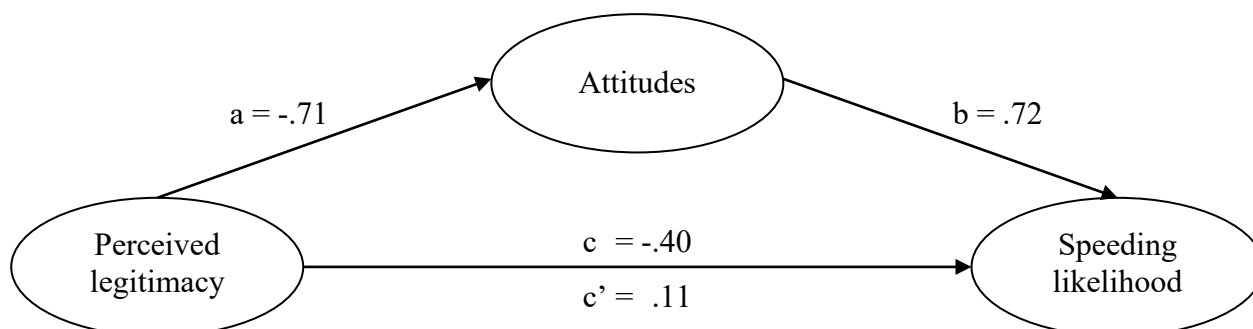 Attitudes
a = -.71
b = .72
Perceived
legitimacy
c  = -.40
c’ =  .11
Speeding
likelihood